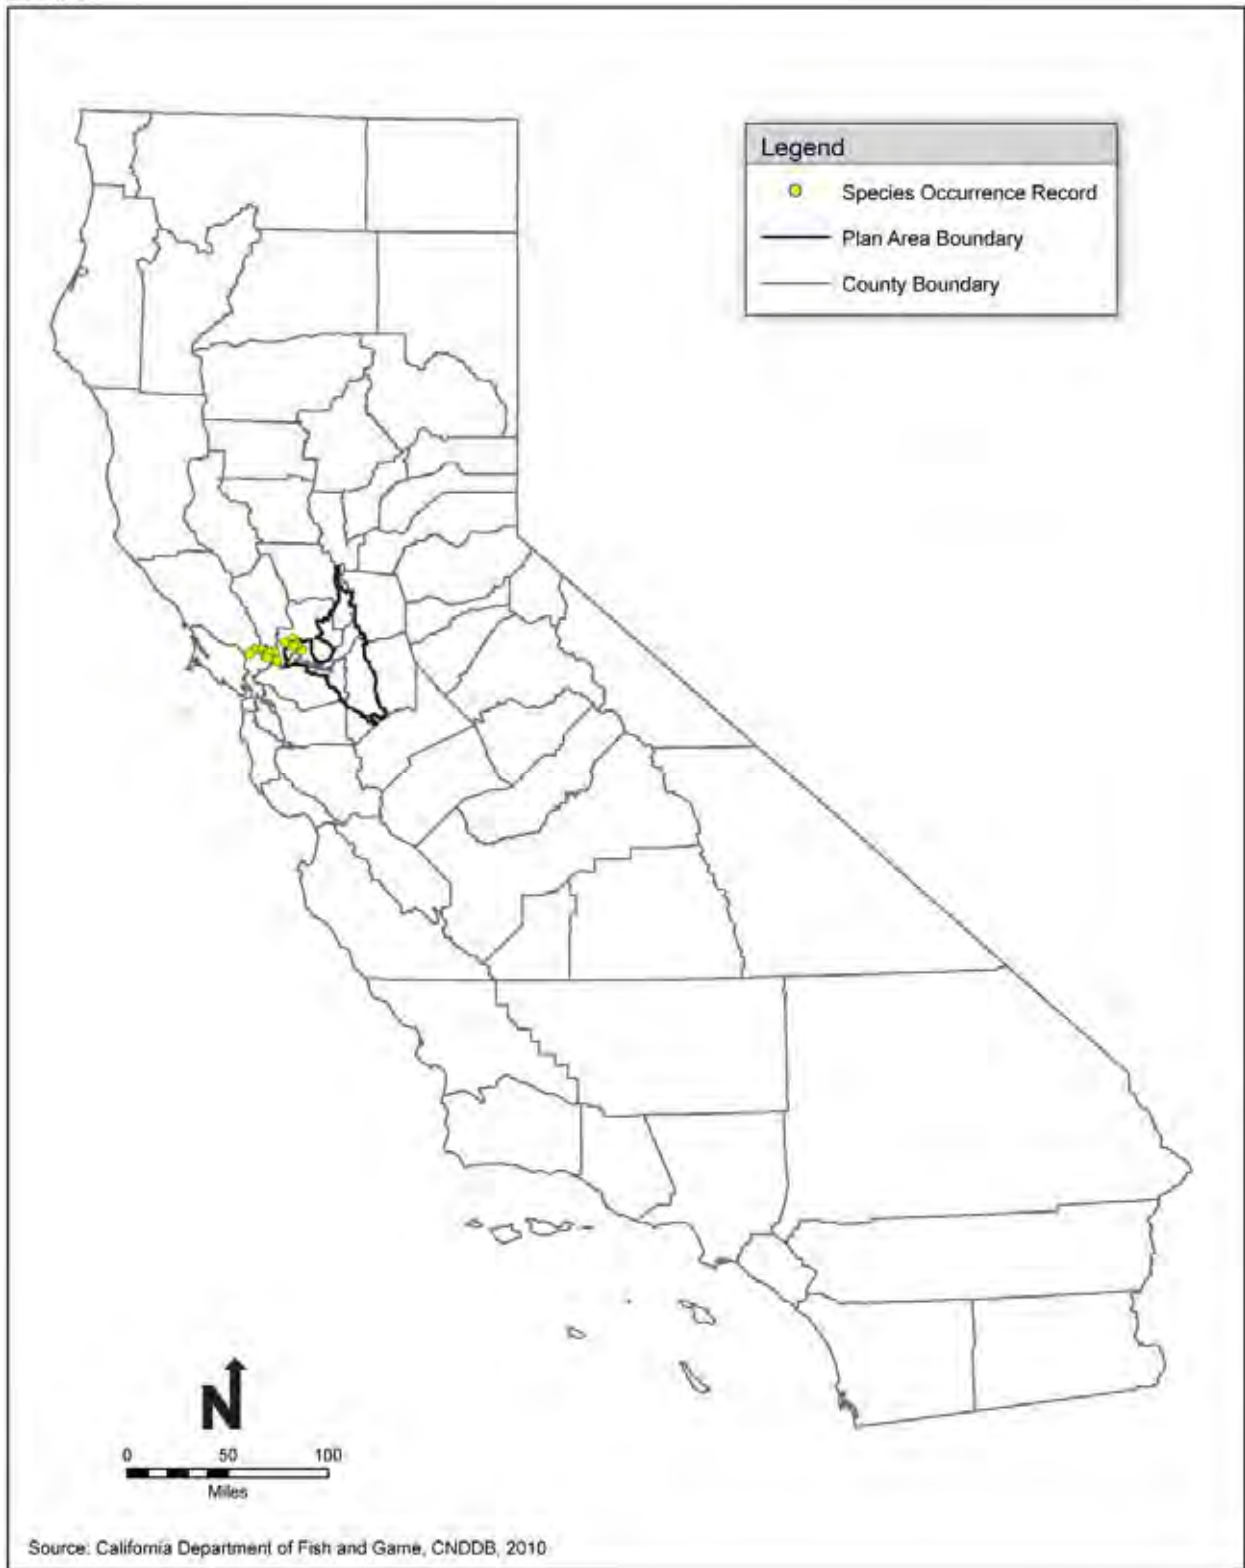 Legend
Species Occurrence Record
Plan Area Boundary
County Boundary
N
0 50 100
Miles
Source: California Department of Fish and Game, CNDDB, 2010